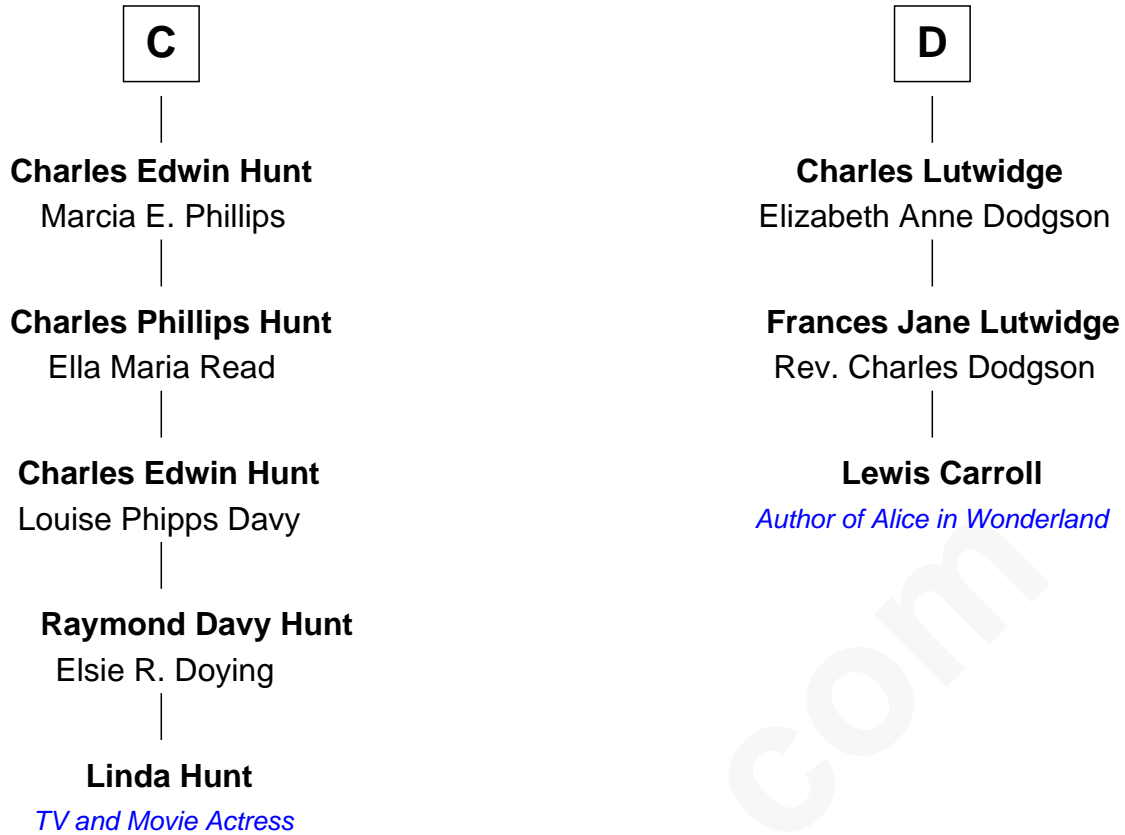 C
Charles Edwin Hunt
Marcia E. Phillips
Charles Phillips Hunt
Ella Maria Read
Charles Edwin Hunt
Louise Phipps Davy
Raymond Davy Hunt
Elsie R. Doying
Linda Hunt
TV and Movie Actress
D
Charles Lutwidge
Elizabeth Anne Dodgson
Frances Jane Lutwidge
Rev. Charles Dodgson
Lewis Carroll
Author of Alice in Wonderland
com